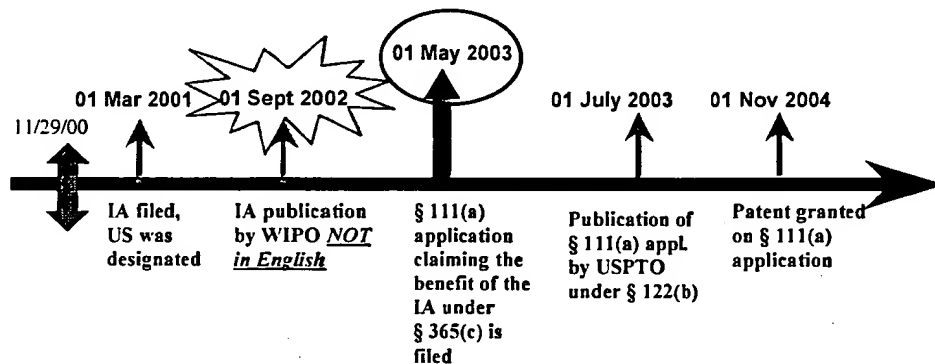 01 May 2003
01 Mar 2001
01 Sept 2002
01 July 2003
01 Nov 2004
11/29/00
IA filed,
US was
designated
IA publication
by WIPO NOT
in English
§ 111(a)
application
claiming the
benefit of the
IA under
§ 365(c) is
filed
Publication of
§ 111(a) appl.
by USPTO
under § 122(b)
Patent granted
on § 111(a)
application